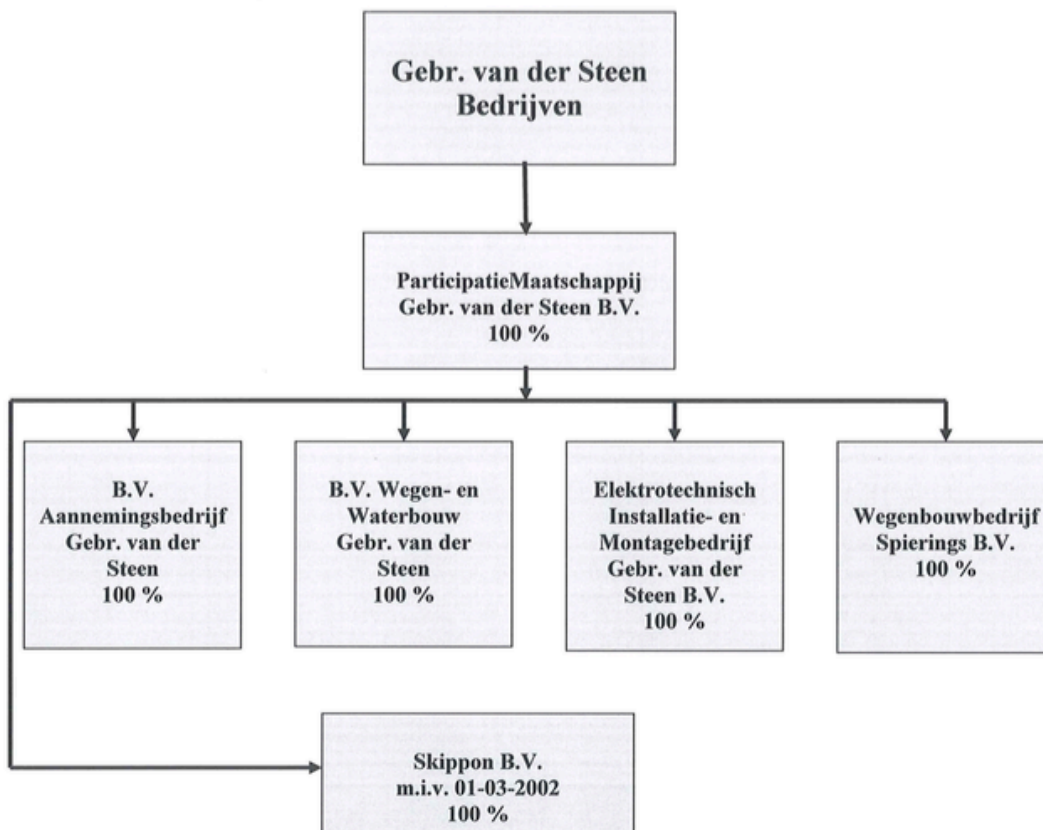 Gebr. van der Steen
Bedrijven
ParticipatieMaatschappij
Gebr. van der Steen B.V.
100 %
B.V.
Aannemingsbedrijf
Gebr. van der
Steen
100 %
B.V. Wegen- en
Waterbouw
Gebr. van der
Steen
100 %
Elektrotechnisch
Installatie- en
Montagebedrijf
Gebr. van der
Steen B.V.
100 %
Wegenbouwbedrijf
Spierings B.V.
100 %
Skippon B.V.
m.i.v. 01-03-2002
100 %